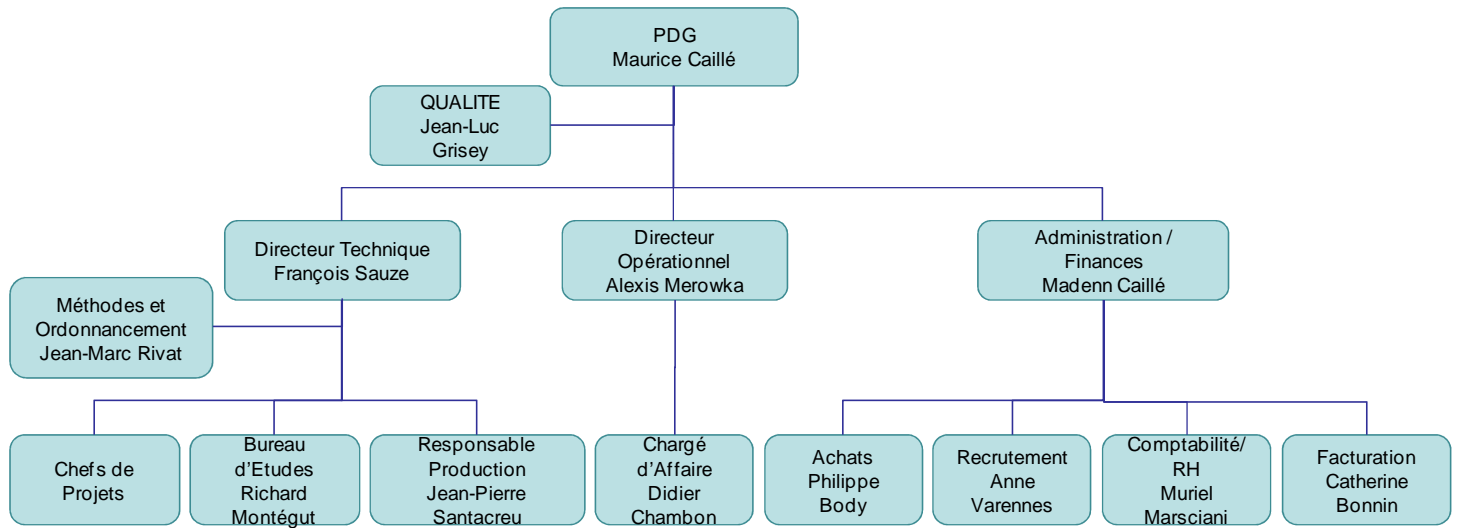 PDG
Maurice Caillé
QUALITE
Jean-Luc
Grisey
Directeur Technique
François Sauze
Directeur
Opérationnel
Alexis Merowka
Administration /
Finances
Madenn Caillé
Méthodes et
Ordonnancement
Jean-Marc Rivat
Chefs de
Projets
Bureau
d’Etudes
Richard
Montégut
Responsable
Production
Jean-Pierre
Santacreu
Chargé
d’Affaire
Didier
Chambon
Achats
Philippe
Body
Recrutement
Anne
Varennes
Comptabilité/
RH
Muriel
Marsciani
Facturation
Catherine
Bonnin